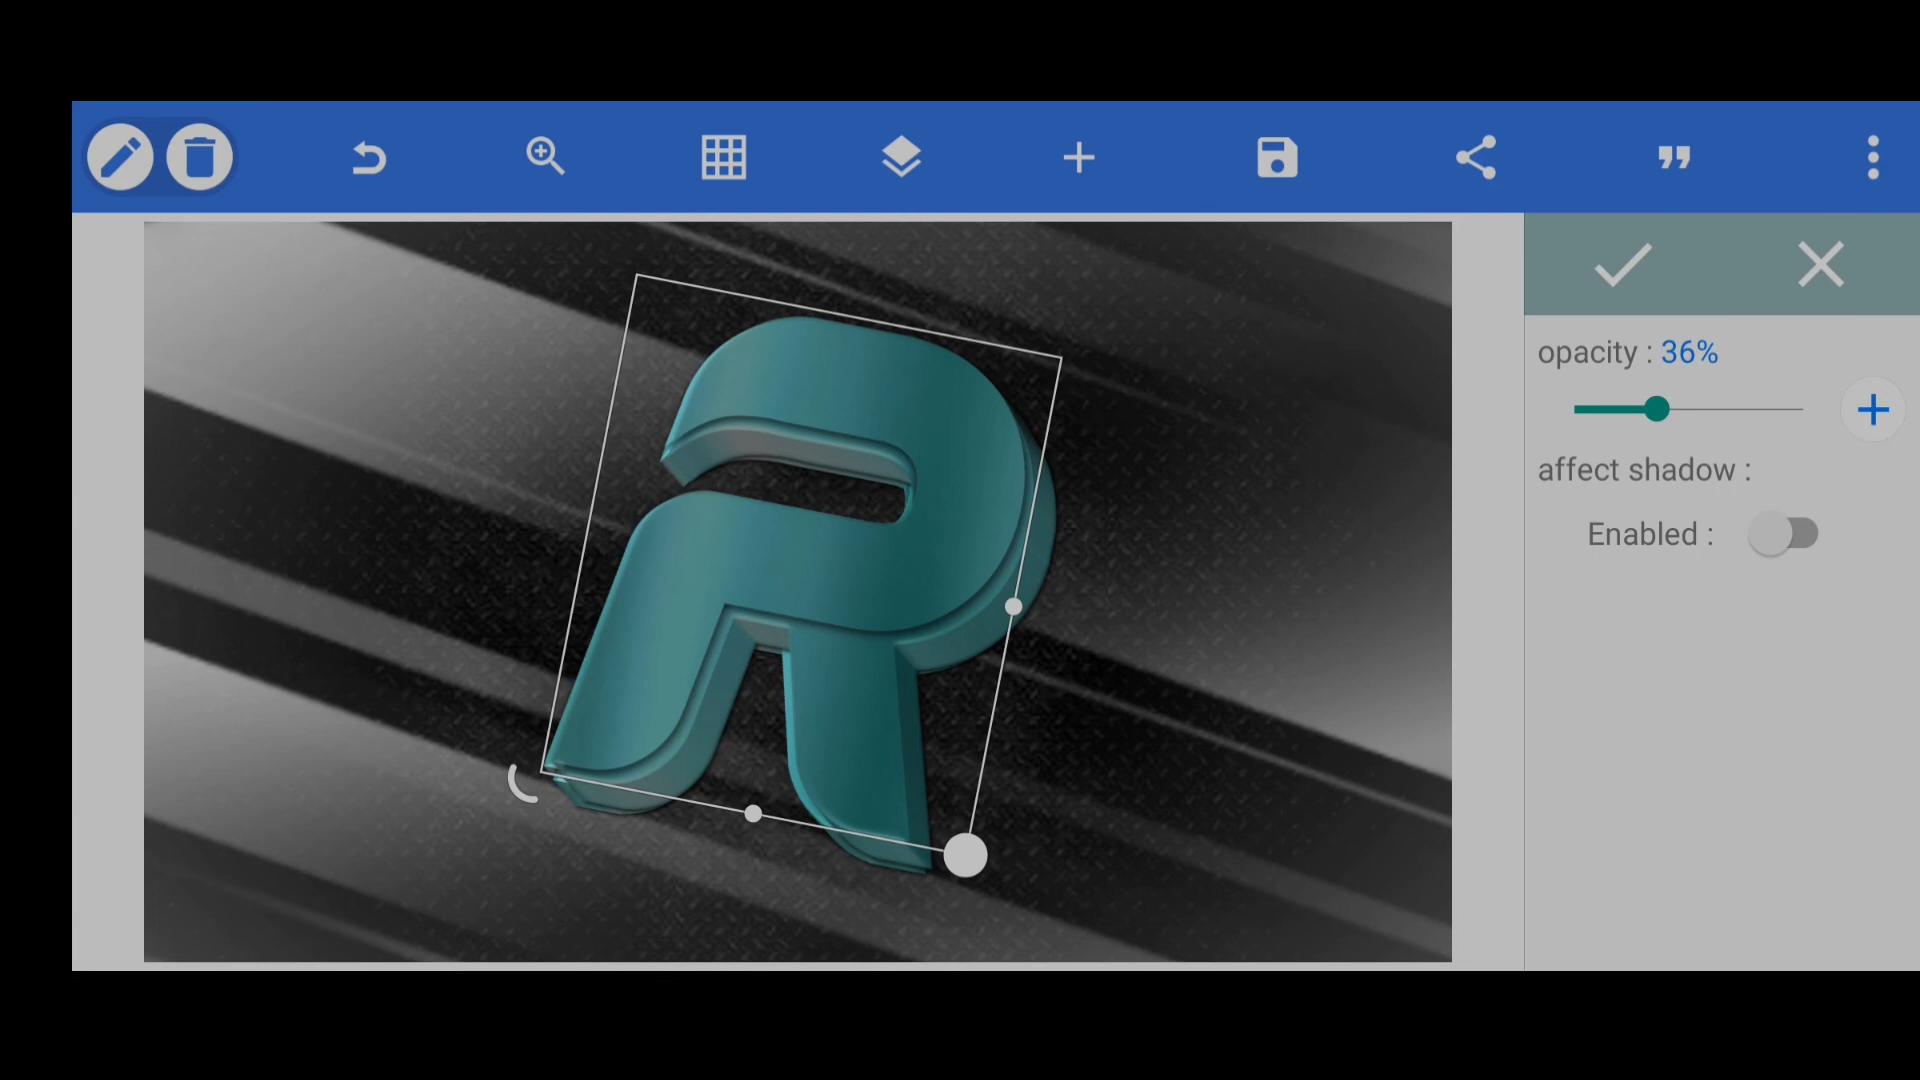 R
opacity : 36%
affect shadow :
Enabled :